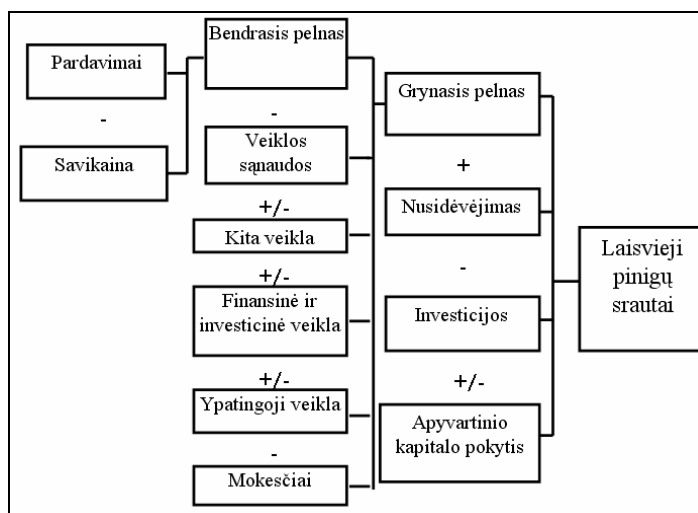 Pardavimai
-
Savikaina
Bendrasis pelnas
-
Veiklos
sąnaudos
+/-
Kita veikla
+/-
Finansinė ir
investicinė veikla
+/-
Ypatingoji veikla
-
Mokesčiai
Grynasis pelnas
+
Nusidėvėjimas
-
Investicijos
+/-
Apyvartinio
kapitalo pokytis
Laisvieji
pinigų
srautai